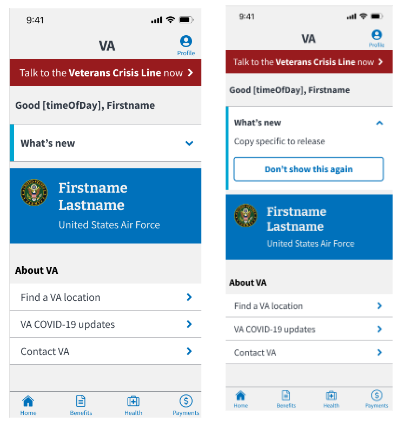 9:41
VA
Profile
Talk to the Veterans Crisis Line now
Good [timeOfDay], Firstname
What's new
Firstname
Lastname
United States Air Force
About VA
Find a VA location
VA COVID-19 updates
Contact VA
Home Benefits Health Payments
9:41
VA
Profile
Talk to the Veterans Crisis Line now
Good [timeOfDay], Firstname
What's new
Copy specific to release
Don't show this again
Firstname
Lastname
United States Air Force
About VA
Find a VA location
VA COVID-19 updates
Contact VA
Home Benefits Health Payments